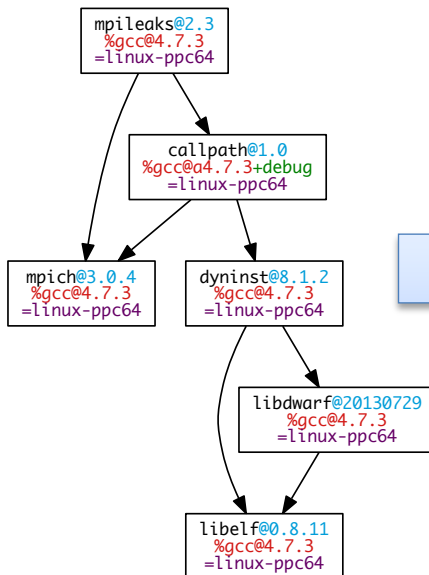 mpileaks@2.3
%gcc@4.7.3
=linux-ppc64
callpath@1.0
%gcc@a4.7.3+debug
=linux-ppc64
mpich@3.0.4
%gcc@4.7.3
=linux-ppc64
dyninst@8.1.2
%gcc@4.7.3
=linux-ppc64
libdwarf@20130729
%gcc@4.7.3
=linux-ppc64
libelf@0.8.11
%gcc@4.7.3
=linux-ppc64